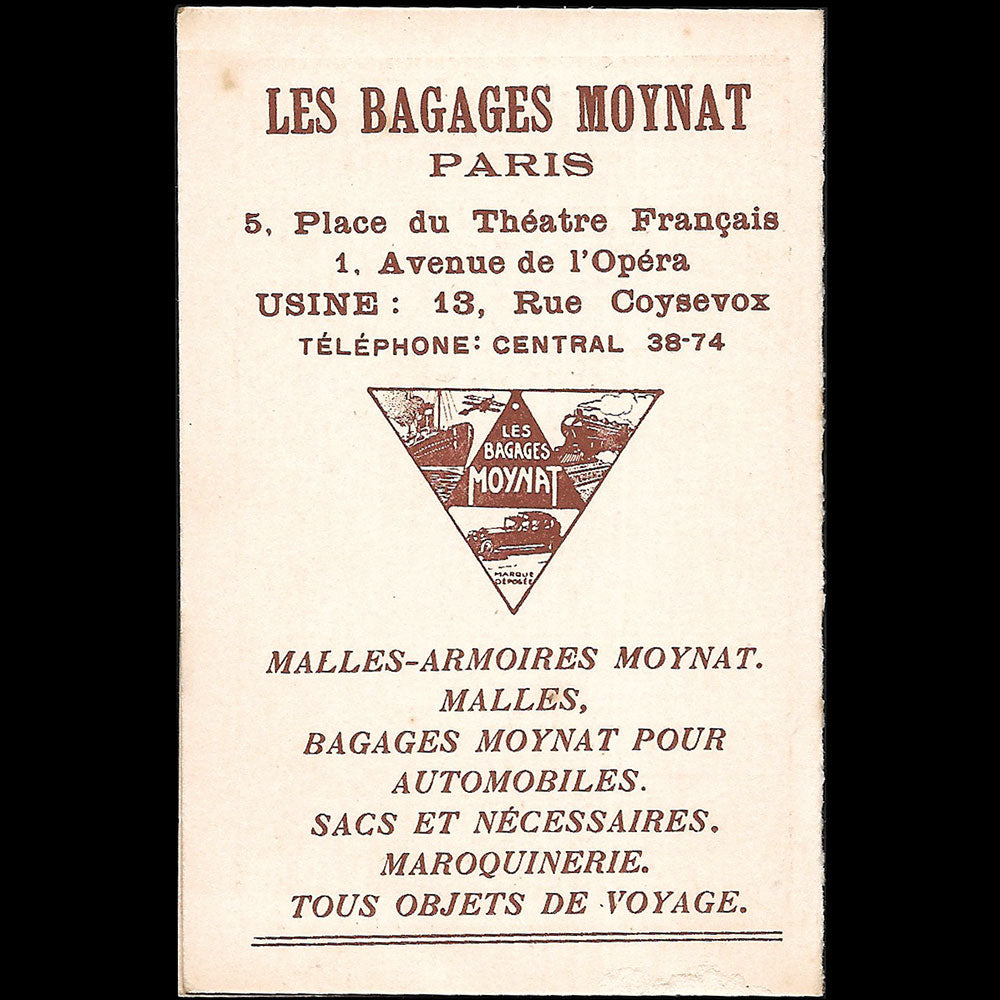 LES BAGAGES MOYNAT
PARIS
5, Place du Théatre Français
1, Avenue de l'Opéra
USINE : 13, Rue Coysevox
TÉLÉPHONE: CENTRAL 38-74
LES
BAGAGES
MOYNAT
MARQUE
DÉPOSÉE
MALLES-ARMOIRES MOYNAT.
MALLES,
BAGAGES MOYNAT POUR
AUTOMOBILES.
SACS ET NÉCESSAIRES.
MAROQUINERIE.
TOUS OBJETS DE VOYAGE.